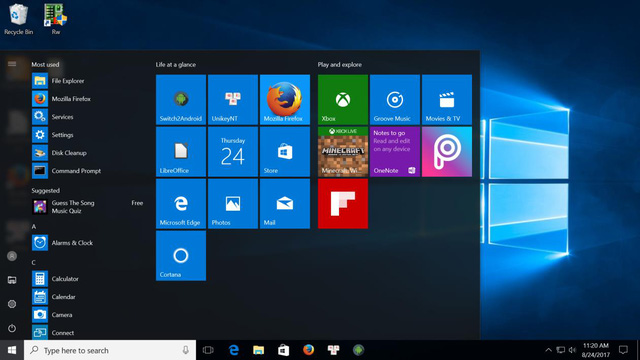 Recycle Bin
Rw
Most used
File Explorer
Mozilla Firefox
Services
Settings
Disk Cleanup
Command Prompt
Suggested
Guess The Song
Music Quiz
Free
A
Alarms & Clock
C
Calculator
Calendar
Camera
Connect
Life at a glance
Switch2Android
UnikeyNT
Mozilla Firefox
LibreOffice
Thursday
24
Store
Microsoft Edge
Photos
Mail
Cortana
Play and explore
Xbox
Groove Music
Movies & TV
XBOX LIVE
MINECRAFT
Minecraft: Wi...
Notes to go
Read and edit
on any device
OneNote
Type here to search
11:20 AM
8/24/2017